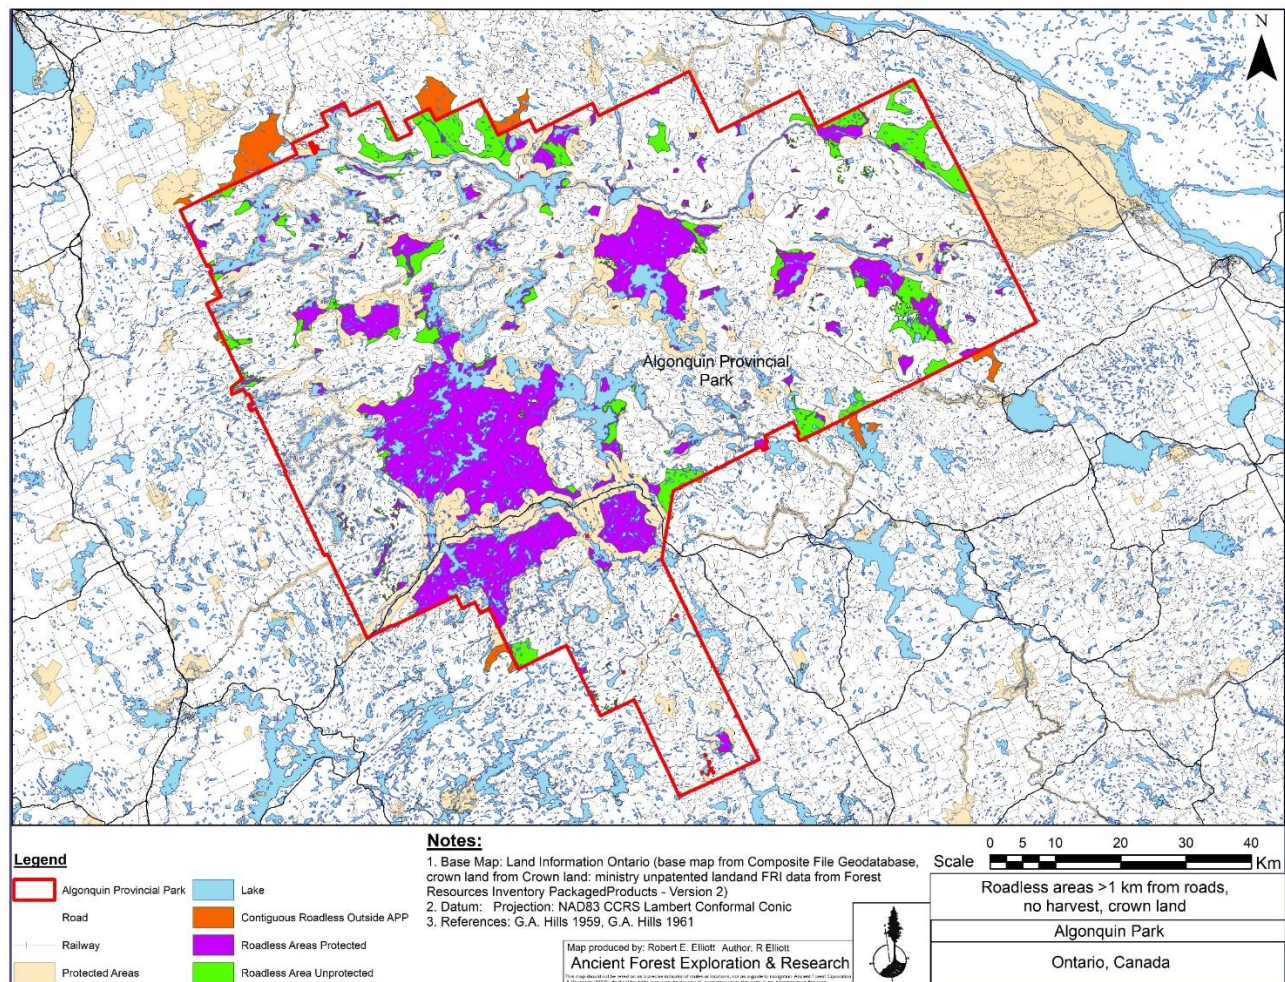 N
Algonquin Provincial
Park
Legend
Algonquin Provincial Park
Road
Railway
Protected Areas
Lake
Contiguous Roadless Outside APP
Roadless Areas Protected
Roadless Area Unprotected
Notes:
1. Base Map: Land Information Ontario (base map from Composite File Geodatabase,
crown land from Crown land: ministry unpatented landand FRI data from Forest
Resources Inventory PackagedProducts - Version 2)
2. Datum: Projection: NAD83 CCRS Lambert Conformal Conic
3. References: G.A. Hills 1959, G.A. Hills 1961
Map produced by: Robert E. Elliott Author; R Elliott
Ancient Forest Exploration & Research
Scale 0 5 10 20 30 40 Km
Roadless areas >1 km from roads,
no harvest, crown land
Algonquin Park
Ontario, Canada